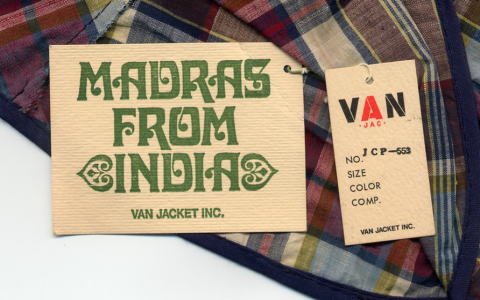 MADRAS
FROM
INDIA
VAN JACKET INC.
VAN
·JAC·
NO. JCP-553
SIZE
COLOR
COMP.
VAN JACKET INC.